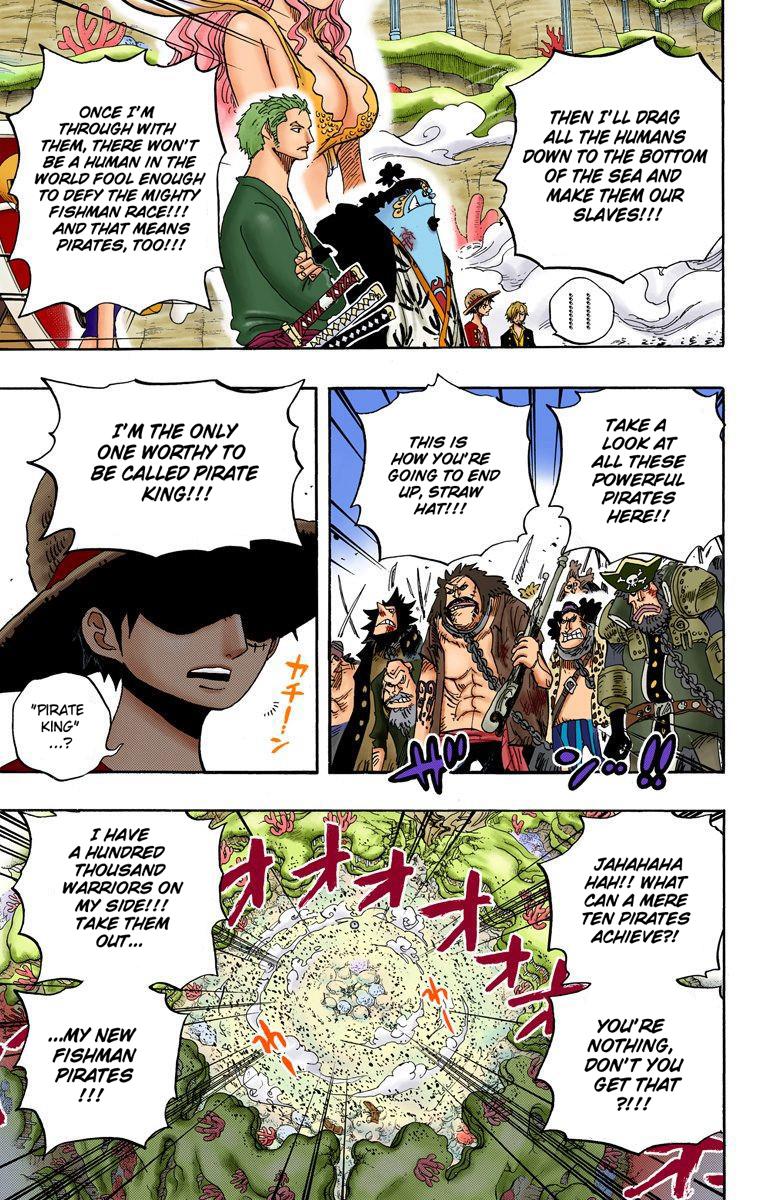 THEN I'LL DRAG
ALL THE HUMANS
DOWN TO THE BOTTOM
OF THE SEA AND
MAKE THEM OUR
SLAVES!!!
ONCE I'M
THROUGH WITH
THEM, THERE WON'T
BE A HUMAN IN THE
WORLD FOOL ENOUGH
TO DEFY THE MIGHTY
FISHMAN RACE!!!
AND THAT MEANS
PIRATES, TOO!!!
TAKE A
LOOK AT
ALL THESE
POWERFUL
PIRATES
HERE!!
THIS IS
HOW YOU'RE
GOING TO END
UP, STRAW
HAT!!!
ザンッ!!
I'M THE ONLY
ONE WORTHY TO
BE CALLED PIRATE
KING!!!
カチーン
"PIRATE
KING"
...?
JAHAHAHA
HAH!! WHAT
CAN A MERE
TEN PIRATES
ACHIEVE?!
YOU'RE
NOTHING,
DON'T YOU
GET THAT
?!!!
I HAVE
A HUNDRED
THOUSAND
WARRIORS ON
MY SIDE!!!
TAKE THEM
OUT...
...MY NEW
FISHMAN
PIRATES
!!!
オオオオオオ
わー
わー